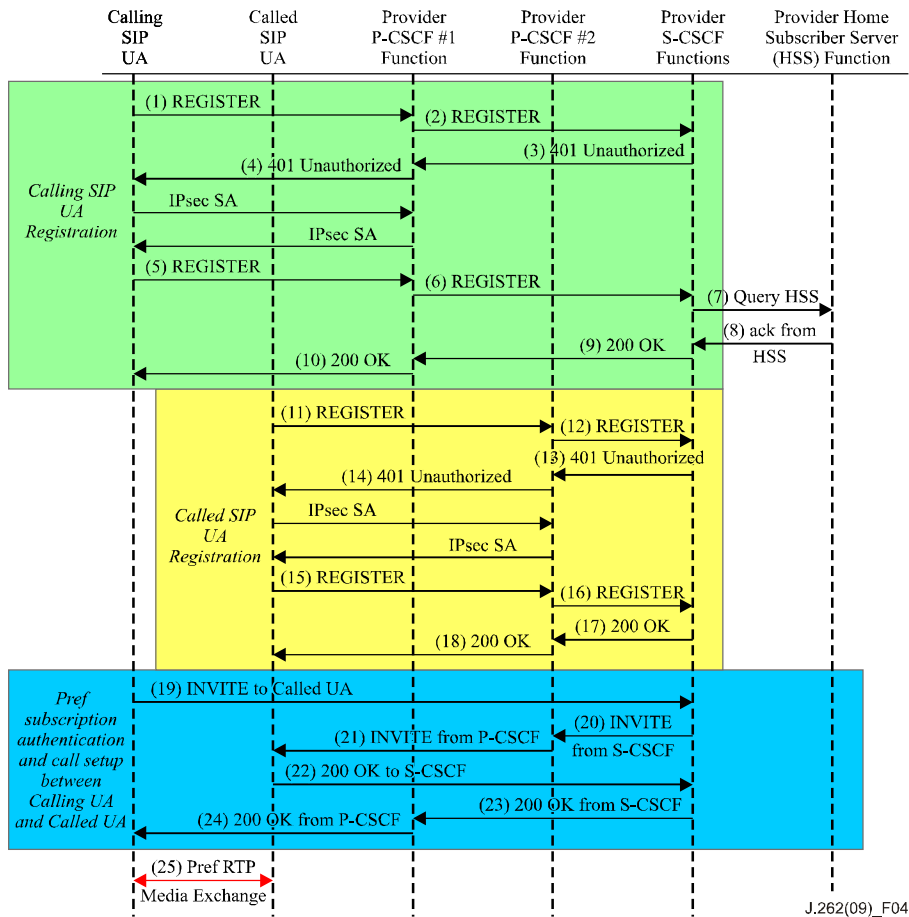 Calling
SIP
UA
Called
SIP
UA
Provider
P-CSCF #1
Function
Provider
P-CSCF #2
Function
Provider
S-CSCF
Functions
Provider Home
Subscriber Server
(HSS) Function
(1) REGISTER
(2) REGISTER
(3) 401 Unauthorized
(4) 401 Unauthorized
Calling SIP
UA
Registration
IPsec SA
IPsec SA
(5) REGISTER
(6) REGISTER
(7) Query HSS
(8) ack from
HSS
(9) 200 OK
(10) 200 OK
(11) REGISTER
(12) REGISTER
(13) 401 Unauthorized
(14) 401 Unauthorized
Called SIP
UA
Registration
IPsec SA
IPsec SA
(15) REGISTER
(16) REGISTER
(17) 200 OK
(18) 200 OK
Pref
subscription
authentication
and call setup
between
Calling UA
and Called UA
(19) INVITE to Called UA
(20) INVITE
from S-CSCF
(21) INVITE from P-CSCF
(22) 200 OK to S-CSCF
(23) 200 OK from S-CSCF
(24) 200 OK from P-CSCF
(25) Pref RTP
Media Exchange
J.262(09)_F04